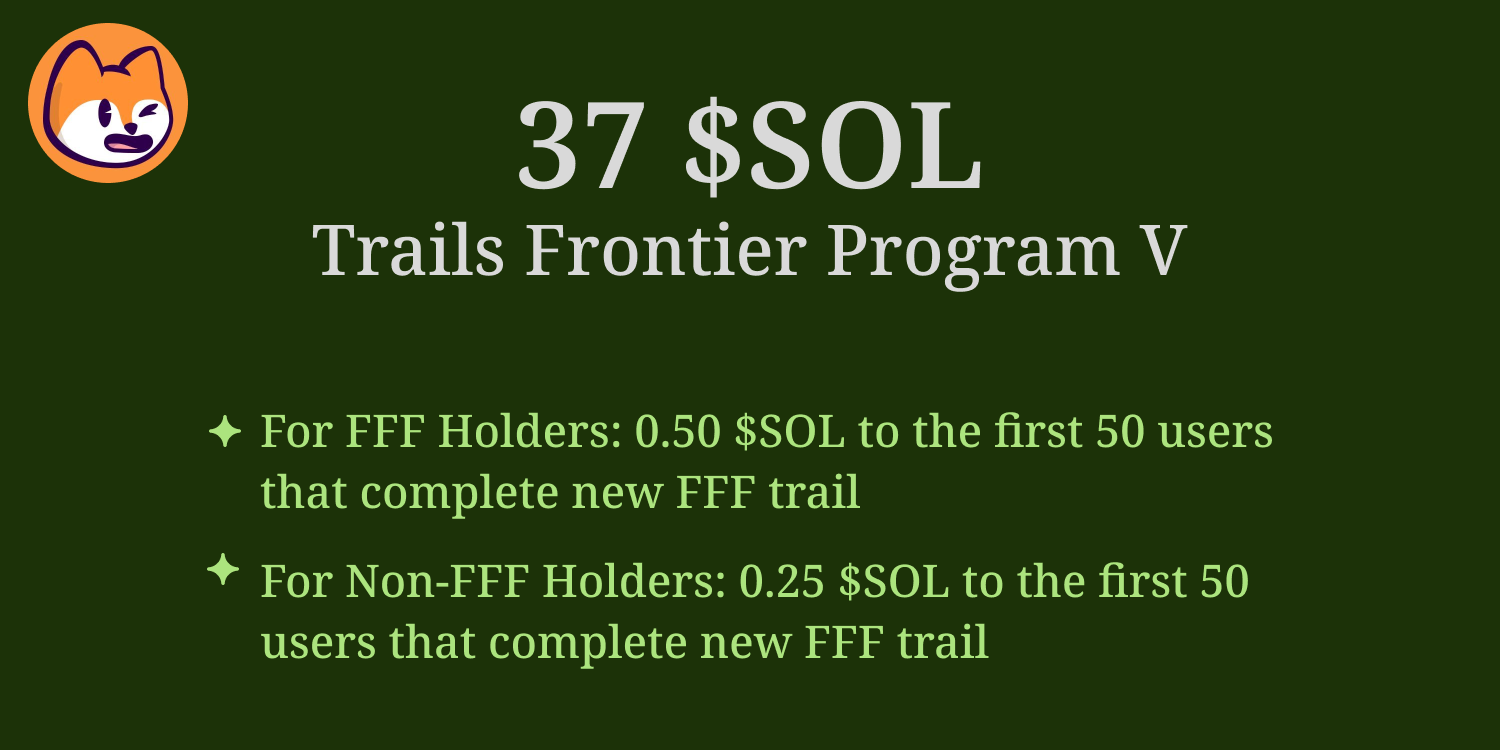 37 $SOL
Trails Frontier Program V
For FFF Holders: 0.50 $SOL to the first 50 users
that complete new FFF trail
For Non-FFF Holders: 0.25 $SOL to the first 50
users that complete new FFF trail